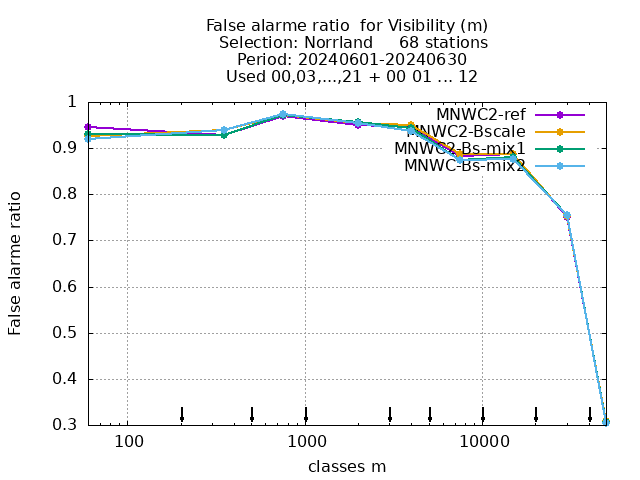 False alarme ratio  for Visibility (m)
Selection: Norrland     68 stations
Period: 20240601-20240630
Used 00,03,...,21 + 00 01 ... 12
MNWC2-ref
MNWC2-Bscale
MNWC2-Bs-mix1
MNWC-Bs-mix2
1
0.9
0.8
0.7
0.6
0.5
0.4
0.3
False alarme ratio
100 1000 10000
classes m